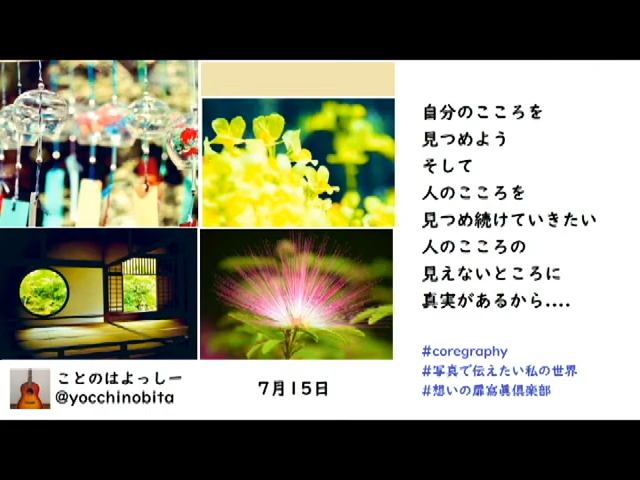 自分のこころを
見つめよう
そして
人のこころを
見つめ続けていきたい
人のこころの
見えないところに
真実があるから....
#coregraphy
#写真で伝えたい私の世界
#想いの扉寫眞倶楽部
ことのはよっしー
@yocchinobita
7月15日